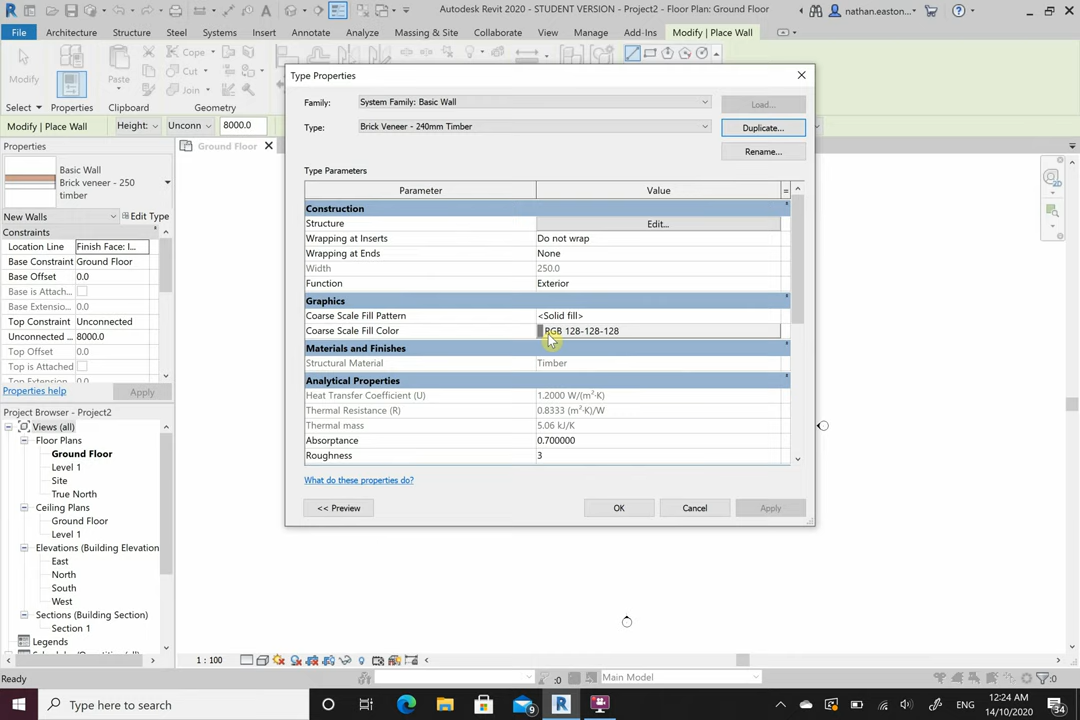 Autodesk Revit 2020 - STUDENT VERSION - Project2 - Floor Plan: Ground Floor
nathan.easton...
File
Architecture
Structure
Steel
Systems
Insert
Annotate
Analyze
Massing & Site
Collaborate
View
Manage
Add-Ins
Modify | Place Wall
Modify
Paste
Cope
Cut
Join
Select
Properties
Clipboard
Geometry
Modify | Place Wall
Height:
Unconn
8000.0
Properties
Basic Wall
Brick veneer - 250
timber
New Walls
Edit Type
Constraints
Location Line
Finish Face: I...
Base Constraint
Ground Floor
Base Offset
0.0
Base is Attach...
Base Extensio...
0.0
Top Constraint
Unconnected
Unconnected ...
8000.0
Top Offset
0.0
Top is Attached
Properties help
Apply
Ground Floor
Project Browser - Project2
Views (all)
Floor Plans
Ground Floor
Level 1
Site
True North
Ceiling Plans
Ground Floor
Level 1
Elevations (Building Elevation
East
North
South
West
Sections (Building Section)
Section 1
Legends
Type Properties
Family:
System Family: Basic Wall
Load...
Type:
Brick Veneer - 240mm Timber
Duplicate...
Rename...
Type Parameters
Parameter
Value
=
Construction
Structure
Edit...
Wrapping at Inserts
Do not wrap
Wrapping at Ends
None
Width
250.0
Function
Exterior
Graphics
Coarse Scale Fill Pattern
<Solid fill>
Coarse Scale Fill Color
RGB 128-128-128
Materials and Finishes
Structural Material
Timber
Analytical Properties
Heat Transfer Coefficient (U)
1.2000 W/(m²·K)
Thermal Resistance (R)
0.8333 (m²·K)/W
Thermal mass
5.06 kJ/K
Absorptance
0.700000
Roughness
3
What do these properties do?
<< Preview
OK
Cancel
Apply
1 : 100
Ready
:0
Main Model
:0
Type here to search
9
ENG
12:24 AM
14/10/2020
34